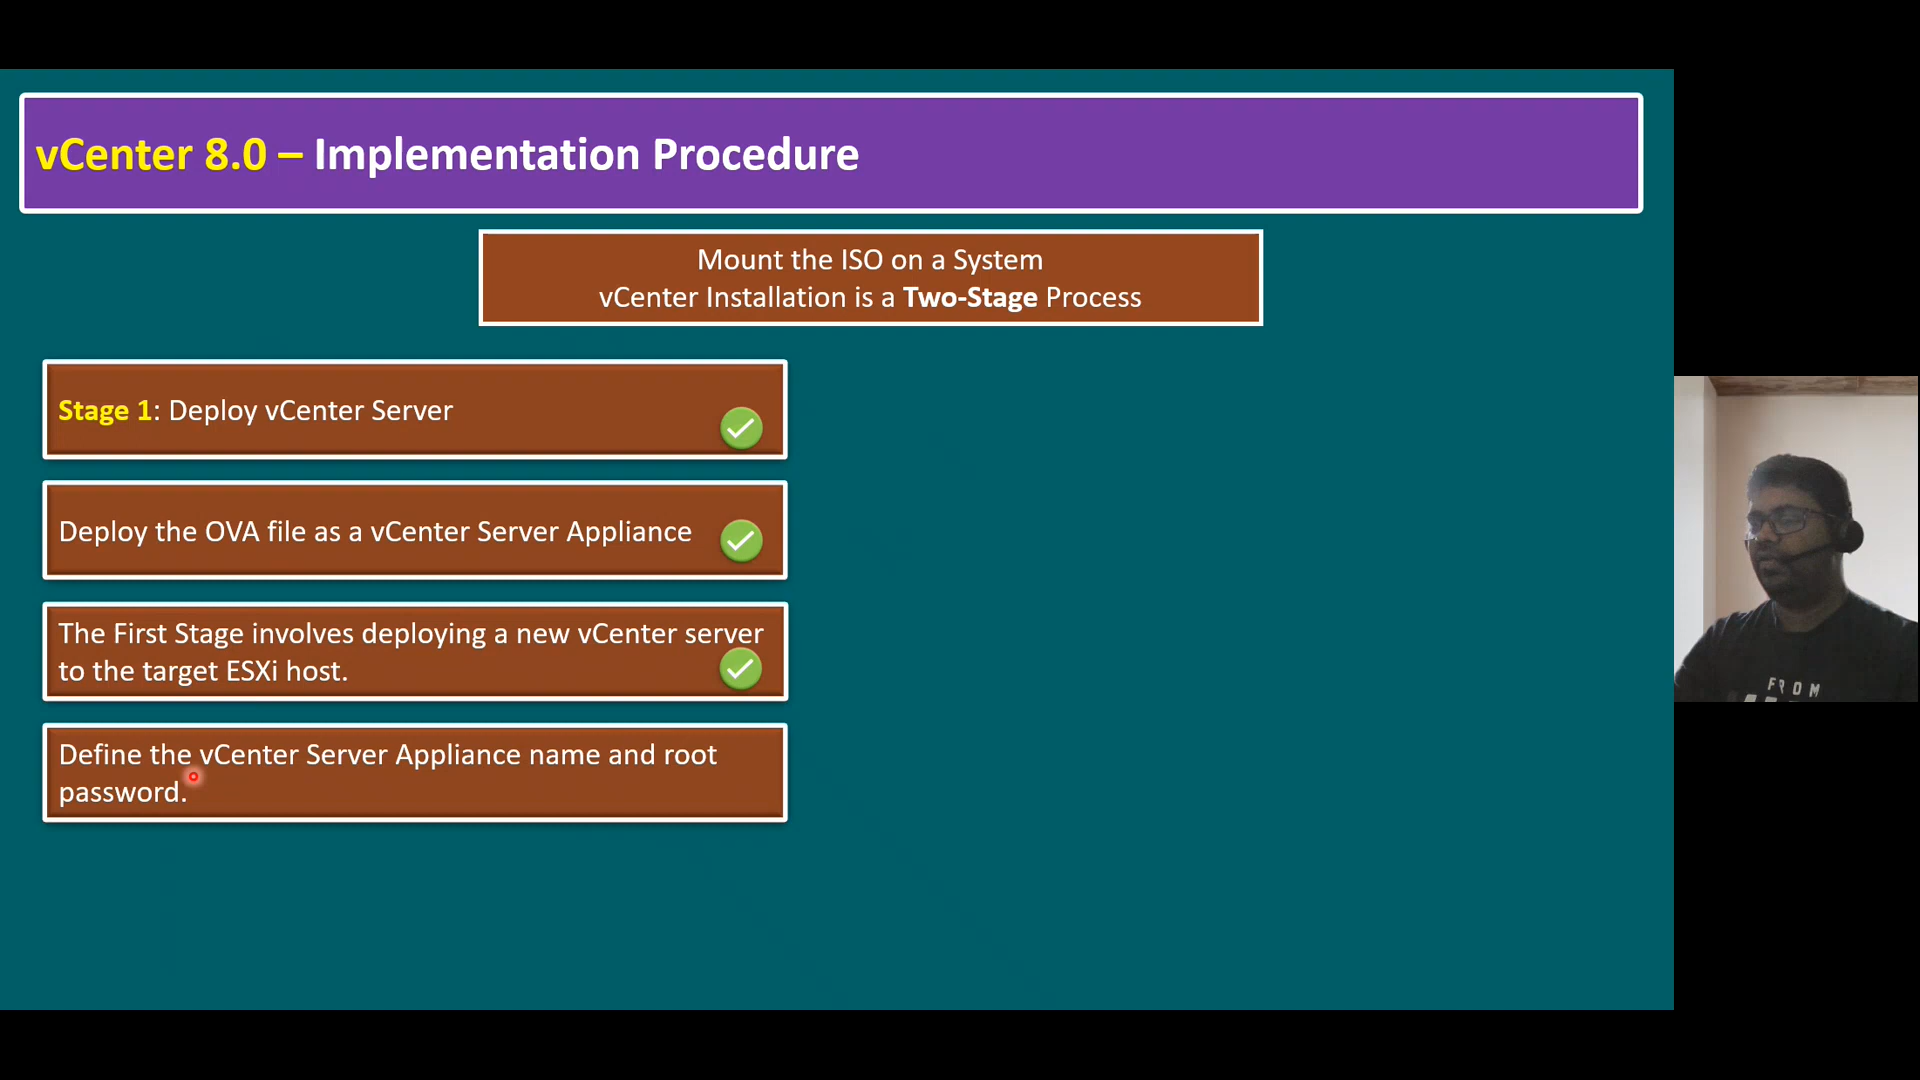 vCenter 8.0 – Implementation Procedure
Mount the ISO on a System
vCenter Installation is a Two-Stage Process
Stage 1: Deploy vCenter Server
Deploy the OVA file as a vCenter Server Appliance
The First Stage involves deploying a new vCenter server
to the target ESXi host.
Define the vCenter Server Appliance name and root
password.
FROM